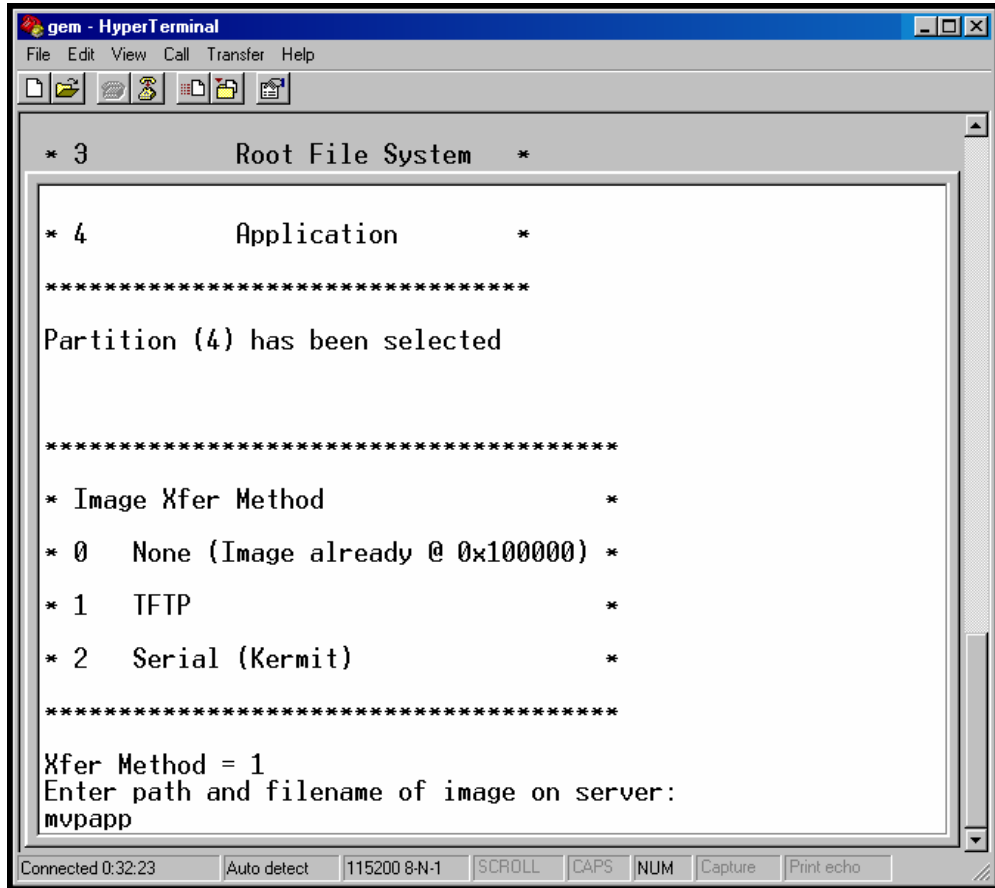 gem - HyperTerminal
File Edit View Call Transfer Help
* 3 Root File System *
* 4 Application *
*********************************
Partition (4) has been selected
***************************************
* Image Xfer Method *
* 0 None (Image already @ 0x100000) *
* 1 TFTP *
* 2 Serial (Kermit) *
***************************************
Xfer Method = 1
Enter path and filename of image on server:
mvpapp
Connected 0:32:23 Auto detect 115200 8-N-1 SCROLL CAPS NUM Capture Print echo